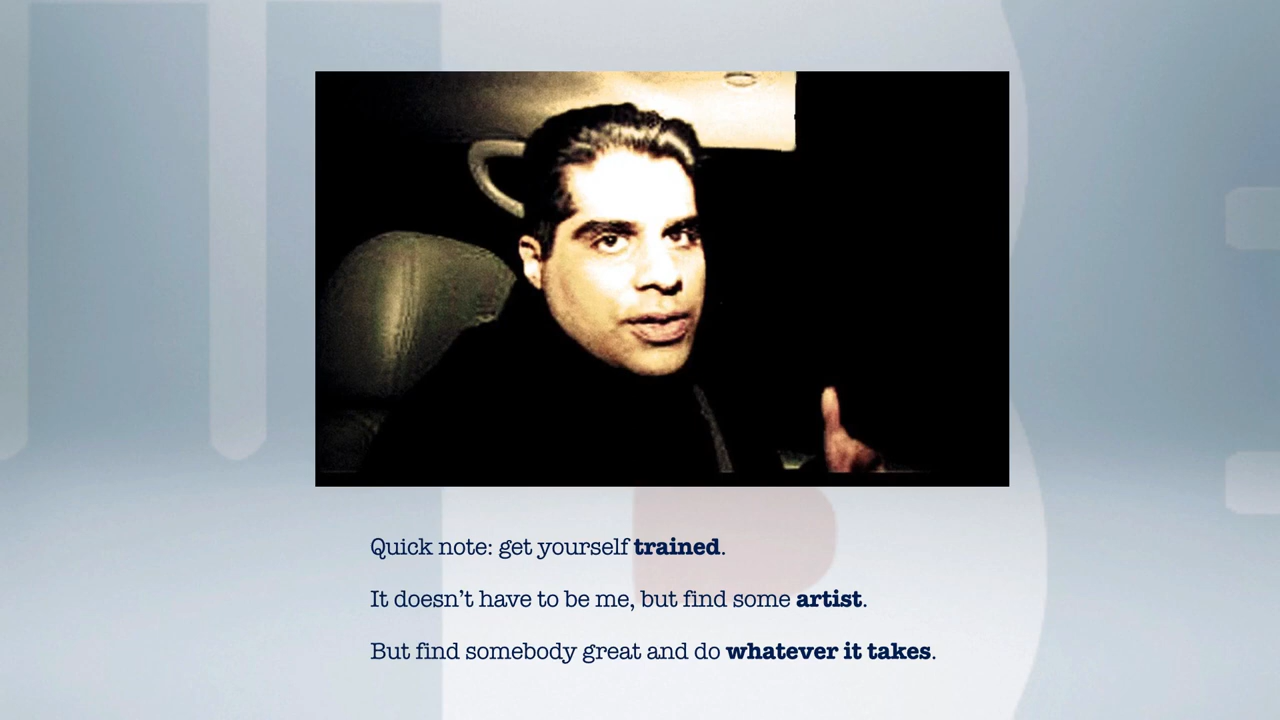 Quick note: get yourself trained.
It doesn’t have to be me, but find some artist.
But find somebody great and do whatever it takes.